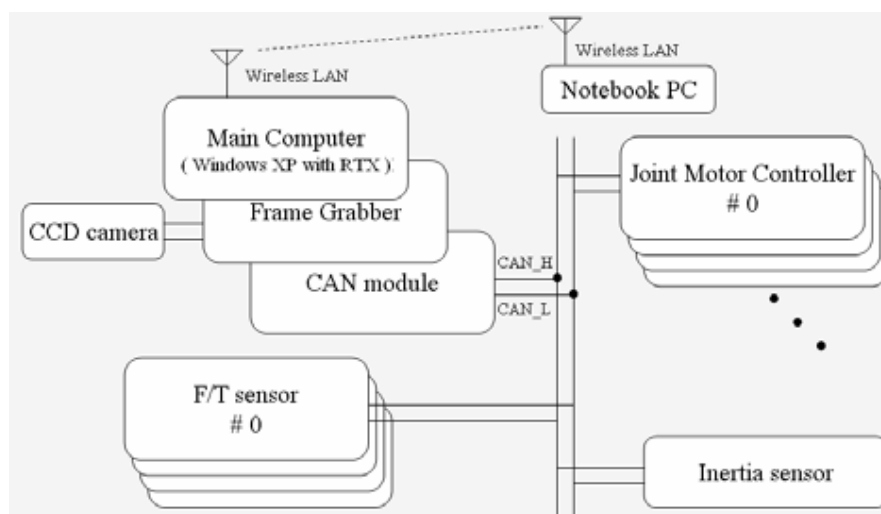 Wireless LAN
Wireless LAN
Notebook PC
Main Computer
( Windows XP with RTX )
Joint Motor Controller
# 0
Frame Grabber
CCD camera
CAN_H
CAN module
CAN_L
F/T sensor
# 0
Inertia sensor